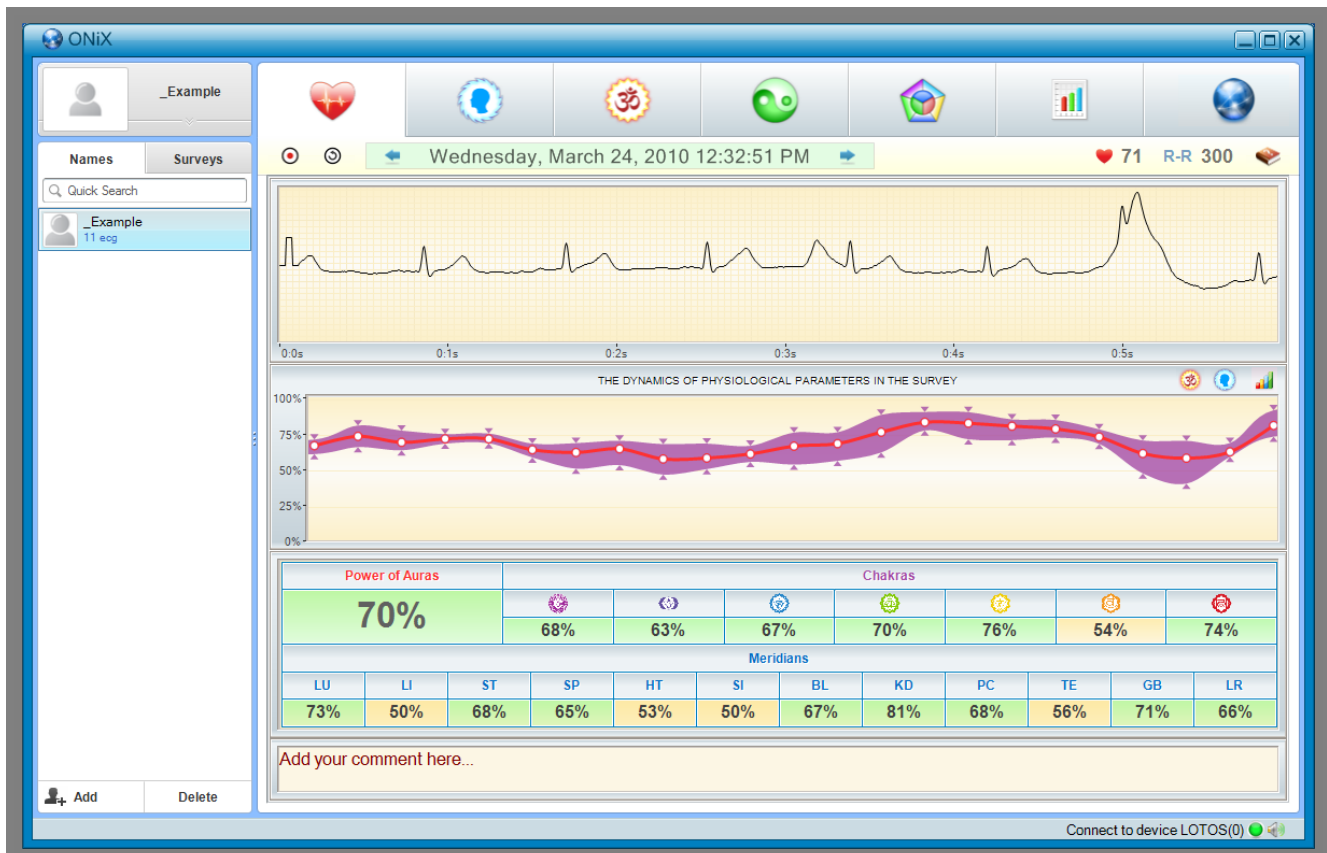 ONiX
_Example
Names Surveys
Quick Search
_Example
11 ecg
Add Delete
Wednesday, March 24, 2010 12:32:51 PM 71 R-R 300
0:0s 0:1s 0:2s 0:3s 0:4s 0:5s
THE DYNAMICS OF PHYSIOLOGICAL PARAMETERS IN THE SURVEY
100%
75%
50%
25%
0%
Power of Auras Chakras
70%
68% 63% 67% 70% 76% 54% 74%
Meridians
LU LI ST SP HT SI BL KD PC TE GB LR
73% 50% 68% 65% 53% 50% 67% 81% 68% 56% 71% 66%
Add your comment here...
Connect to device LOTOS(0)